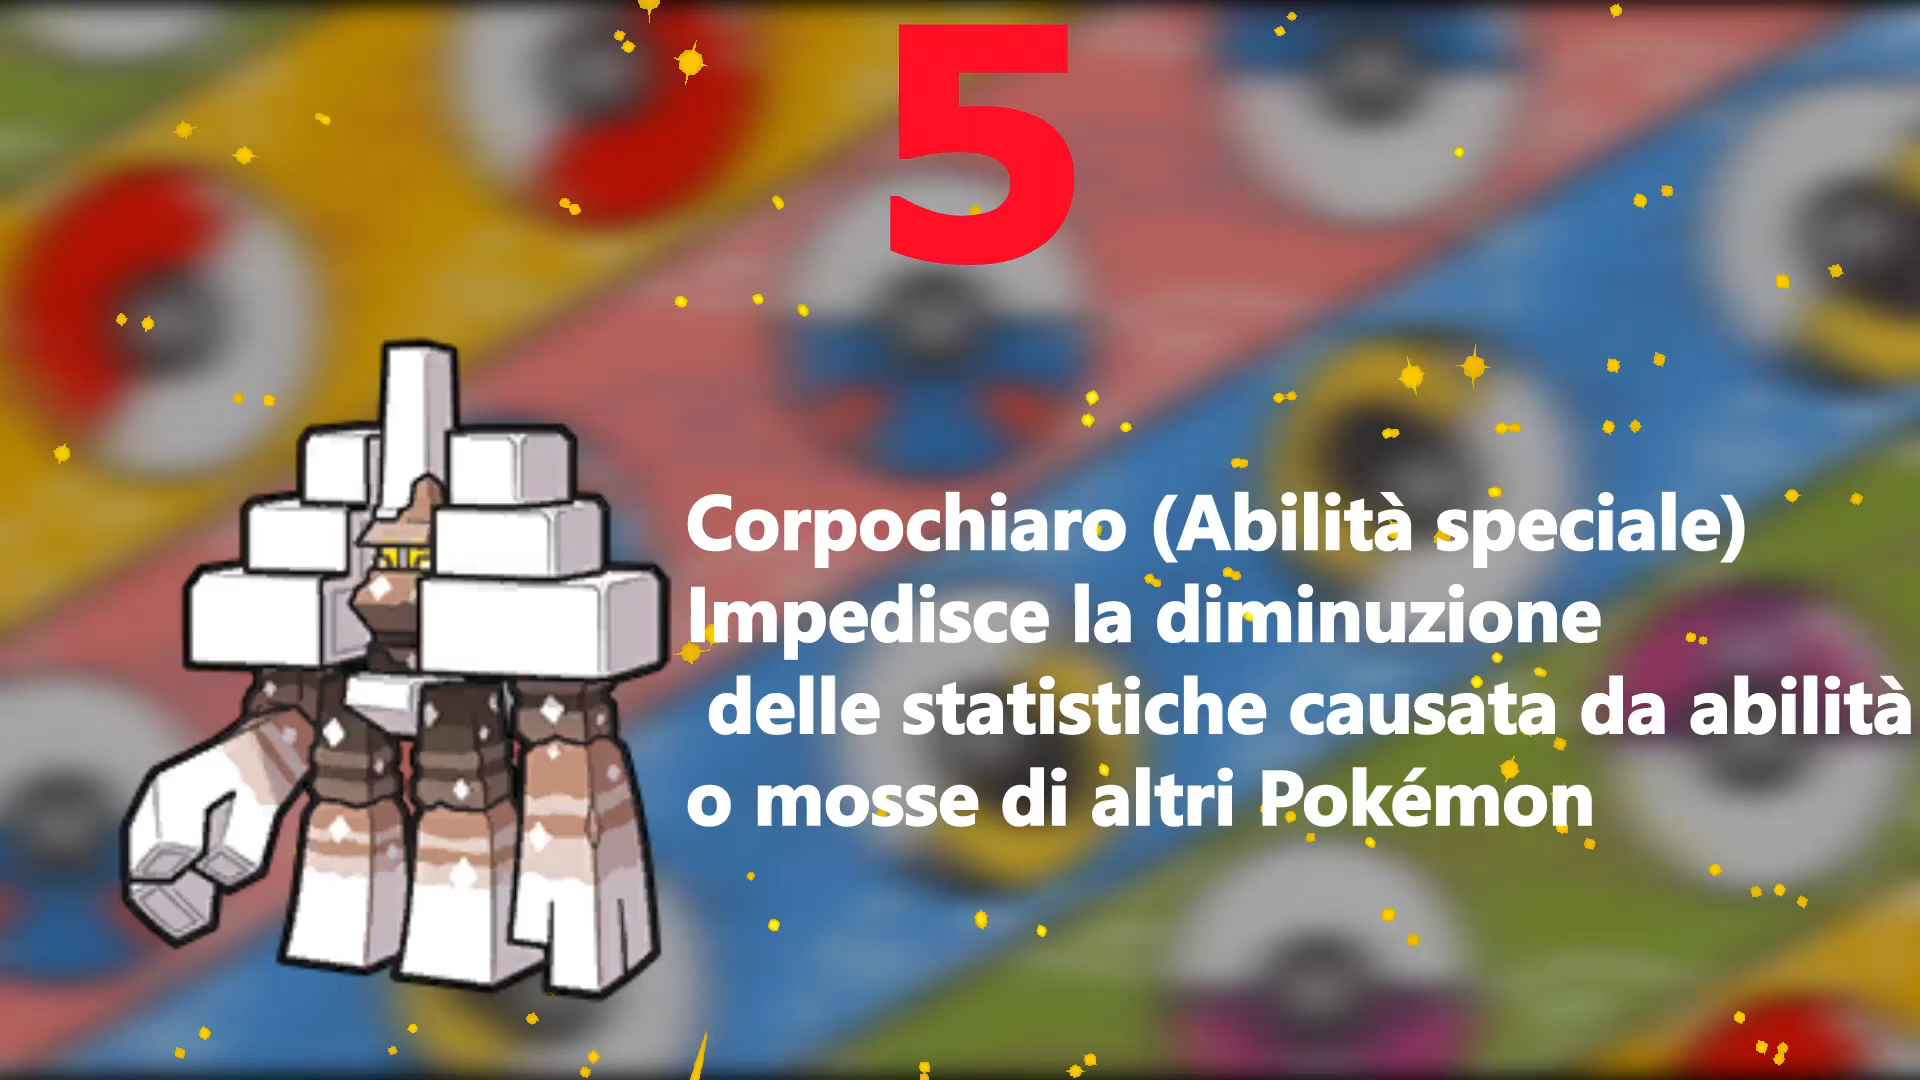 5
Corpochiaro (Abilità speciale)
Impedisce la diminuzione
delle statistiche causata da abilità
o mosse di altri Pokémon